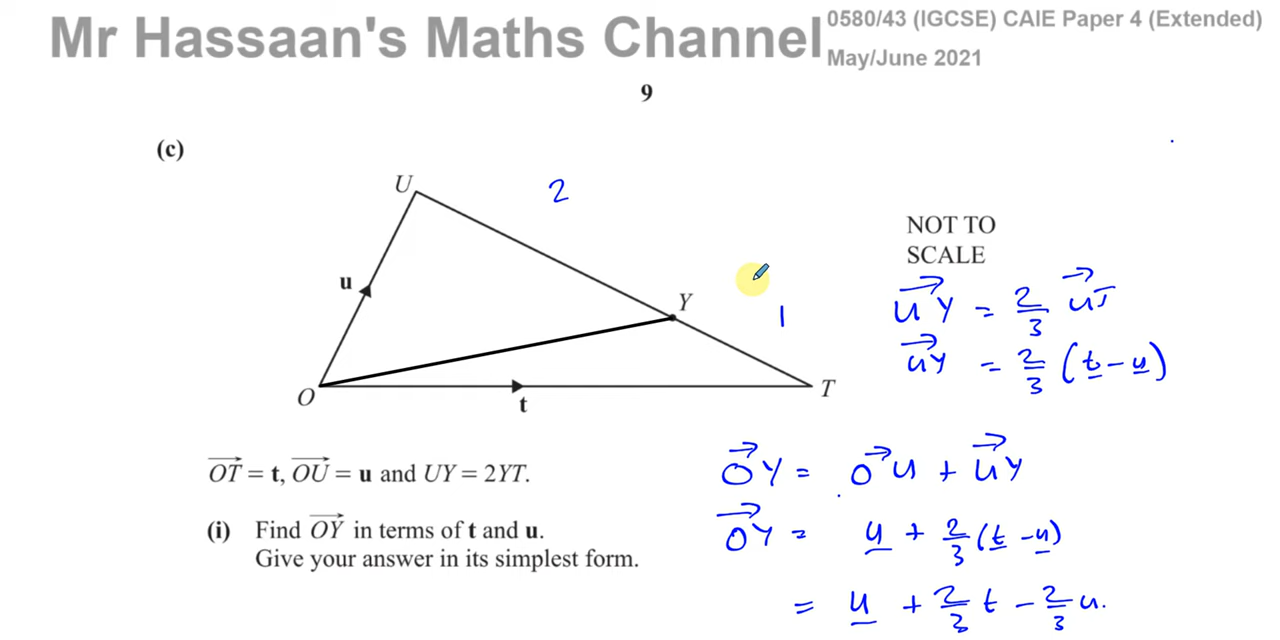 Mr Hassaan's Maths Channel
0580/43 (IGCSE) CAIE Paper 4 (Extended)
May/June 2021
9
(c)
U
2
NOT TO
SCALE
u
Y
1
O
t
T
→UY = 2/3 →UT
→UY = 2/3 (t - u)
→OT = t, →OU = u and UY = 2YT.
→OY = →OU + →UY
(i) Find →OY in terms of t and u.
Give your answer in its simplest form.
→OY = u + 2/3 (t - u)
= u + 2/3 t - 2/3 u.